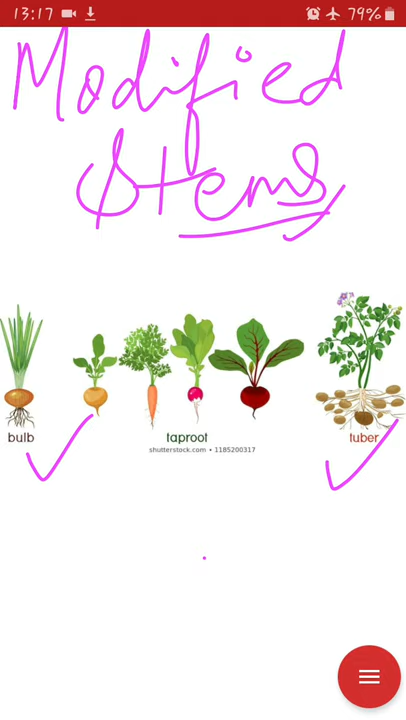 13:17 79%
Modified
Stems
bulb taproot tuber
shutterstock.com • 1185200317